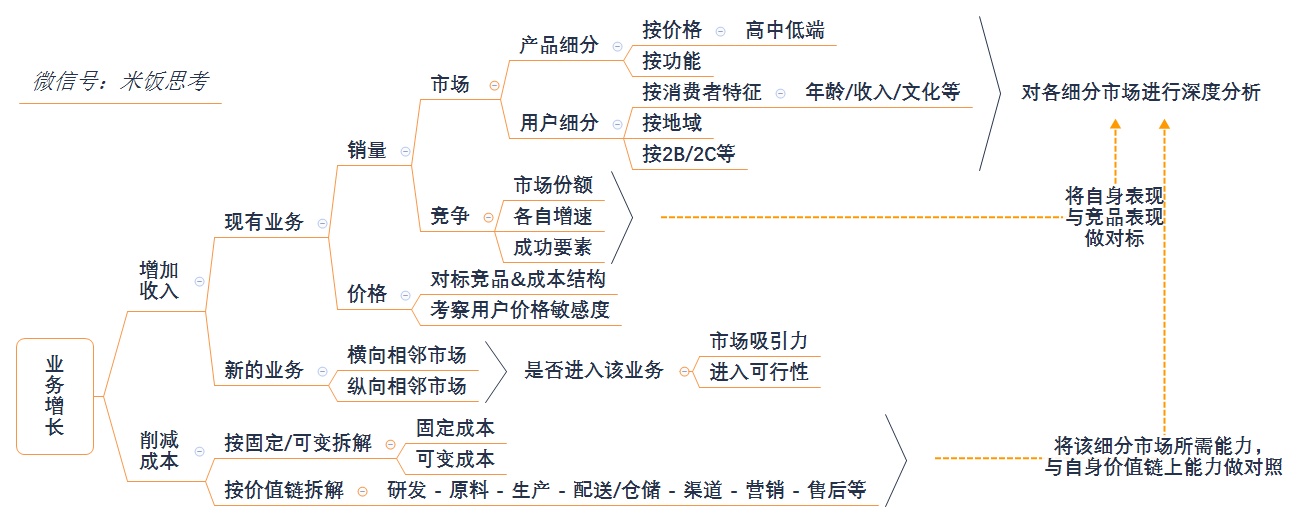 微信号：米饭思考
业
务
增
长
增加
收入
现有业务
销量
市场
产品细分
按价格
高中低端
按功能
用户细分
按消费者特征
年龄/收入/文化等
按地域
按2B/2C等
对各细分市场进行深度分析
竞争
市场份额
各自增速
成功要素
将自身表现
与竞品表现
做对标
价格
对标竞品&成本结构
考察用户价格敏感度
新的业务
横向相邻市场
纵向相邻市场
是否进入该业务
市场吸引力
进入可行性
削减
成本
按固定/可变拆解
固定成本
可变成本
按价值链拆解
研发 - 原料 - 生产 - 配送/仓储 - 渠道 - 营销 - 售后等
将该细分市场所需能力，
与自身价值链上能力做对照